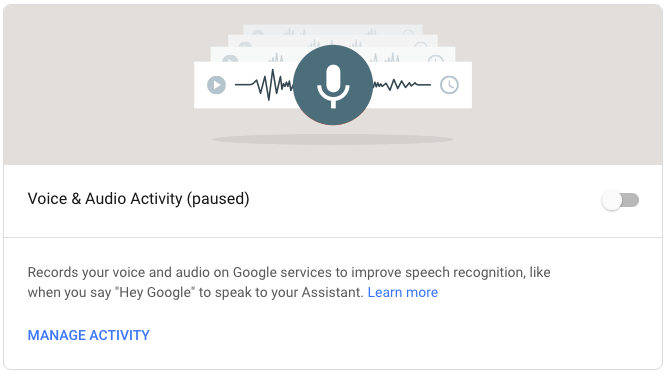 Voice & Audio Activity (paused)
Records your voice and audio on Google services to improve speech recognition, like
when you say "Hey Google" to speak to your Assistant. Learn more
MANAGE ACTIVITY